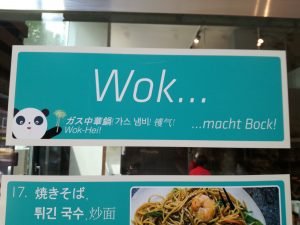 Wok...
ガス中華鍋(가스 냄비) 镬气!
Wok-Hei!
...macht Bock!
17. 焼きそば,
튀긴 국수, 炒面